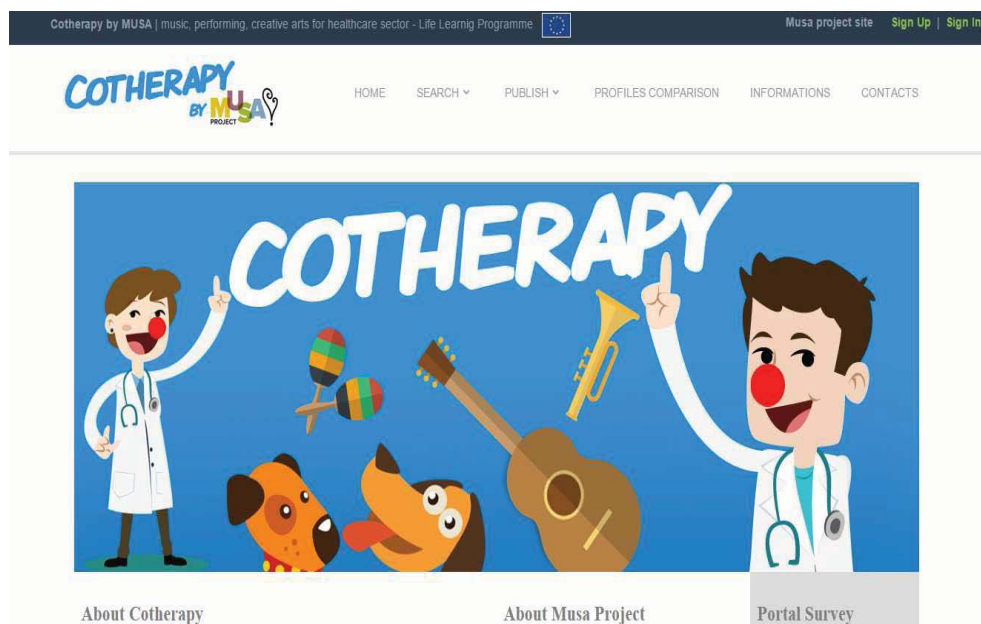 Cotherapy by MUSA | music, performing, creative arts for healthcare sector - Life Learnig Programme
Musa project site Sign Up | Sign In
COTHERAPY
BY MUSA
PROJECT
HOME SEARCH PUBLISH PROFILES COMPARISON INFORMATIONS CONTACTS
COTHERAPY
About Cotherapy About Musa Project Portal Survey